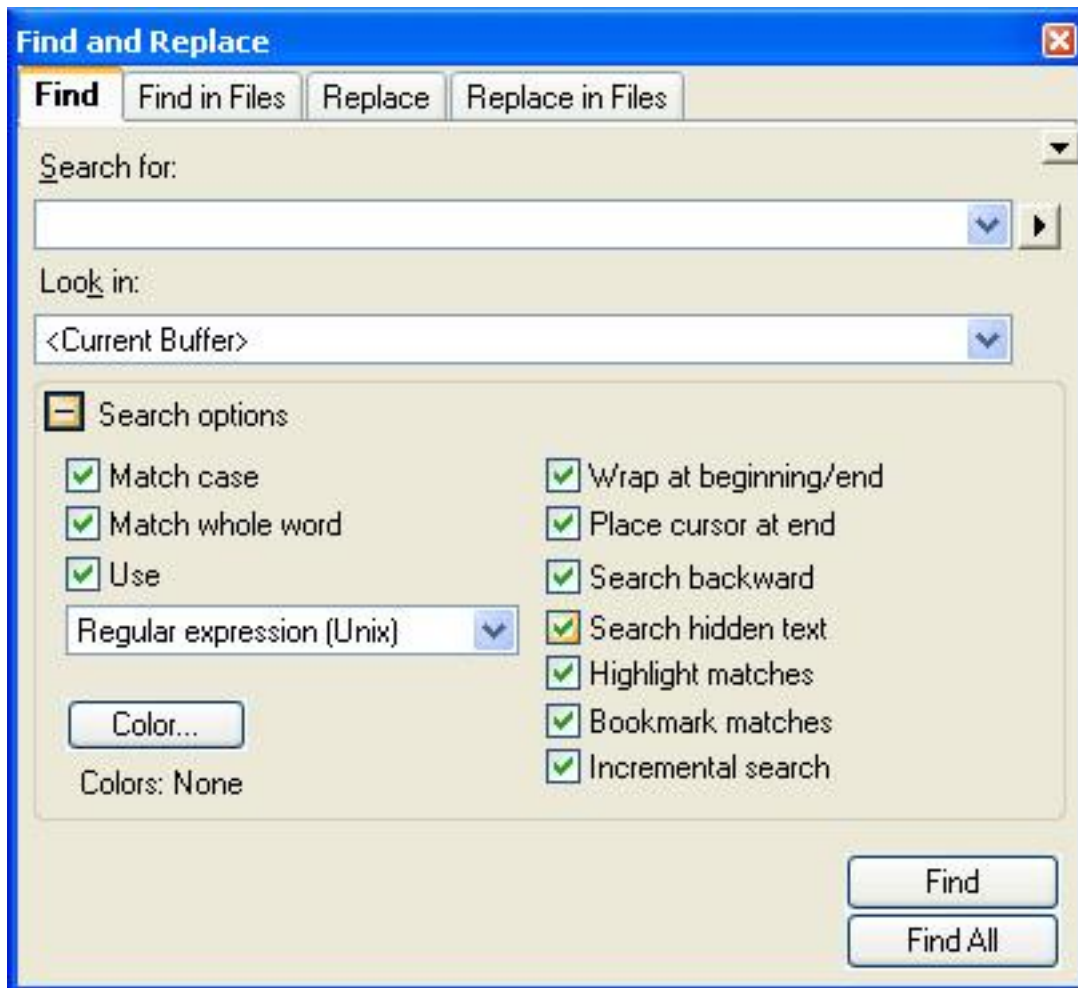 Find and Replace
Find Find in Files Replace Replace in Files
Search for:
Look in:
<Current Buffer>
Search options
Match case
Match whole word
Use
Regular expression (Unix)
Color...
Colors: None
Wrap at beginning/end
Place cursor at end
Search backward
Search hidden text
Highlight matches
Bookmark matches
Incremental search
Find
Find All